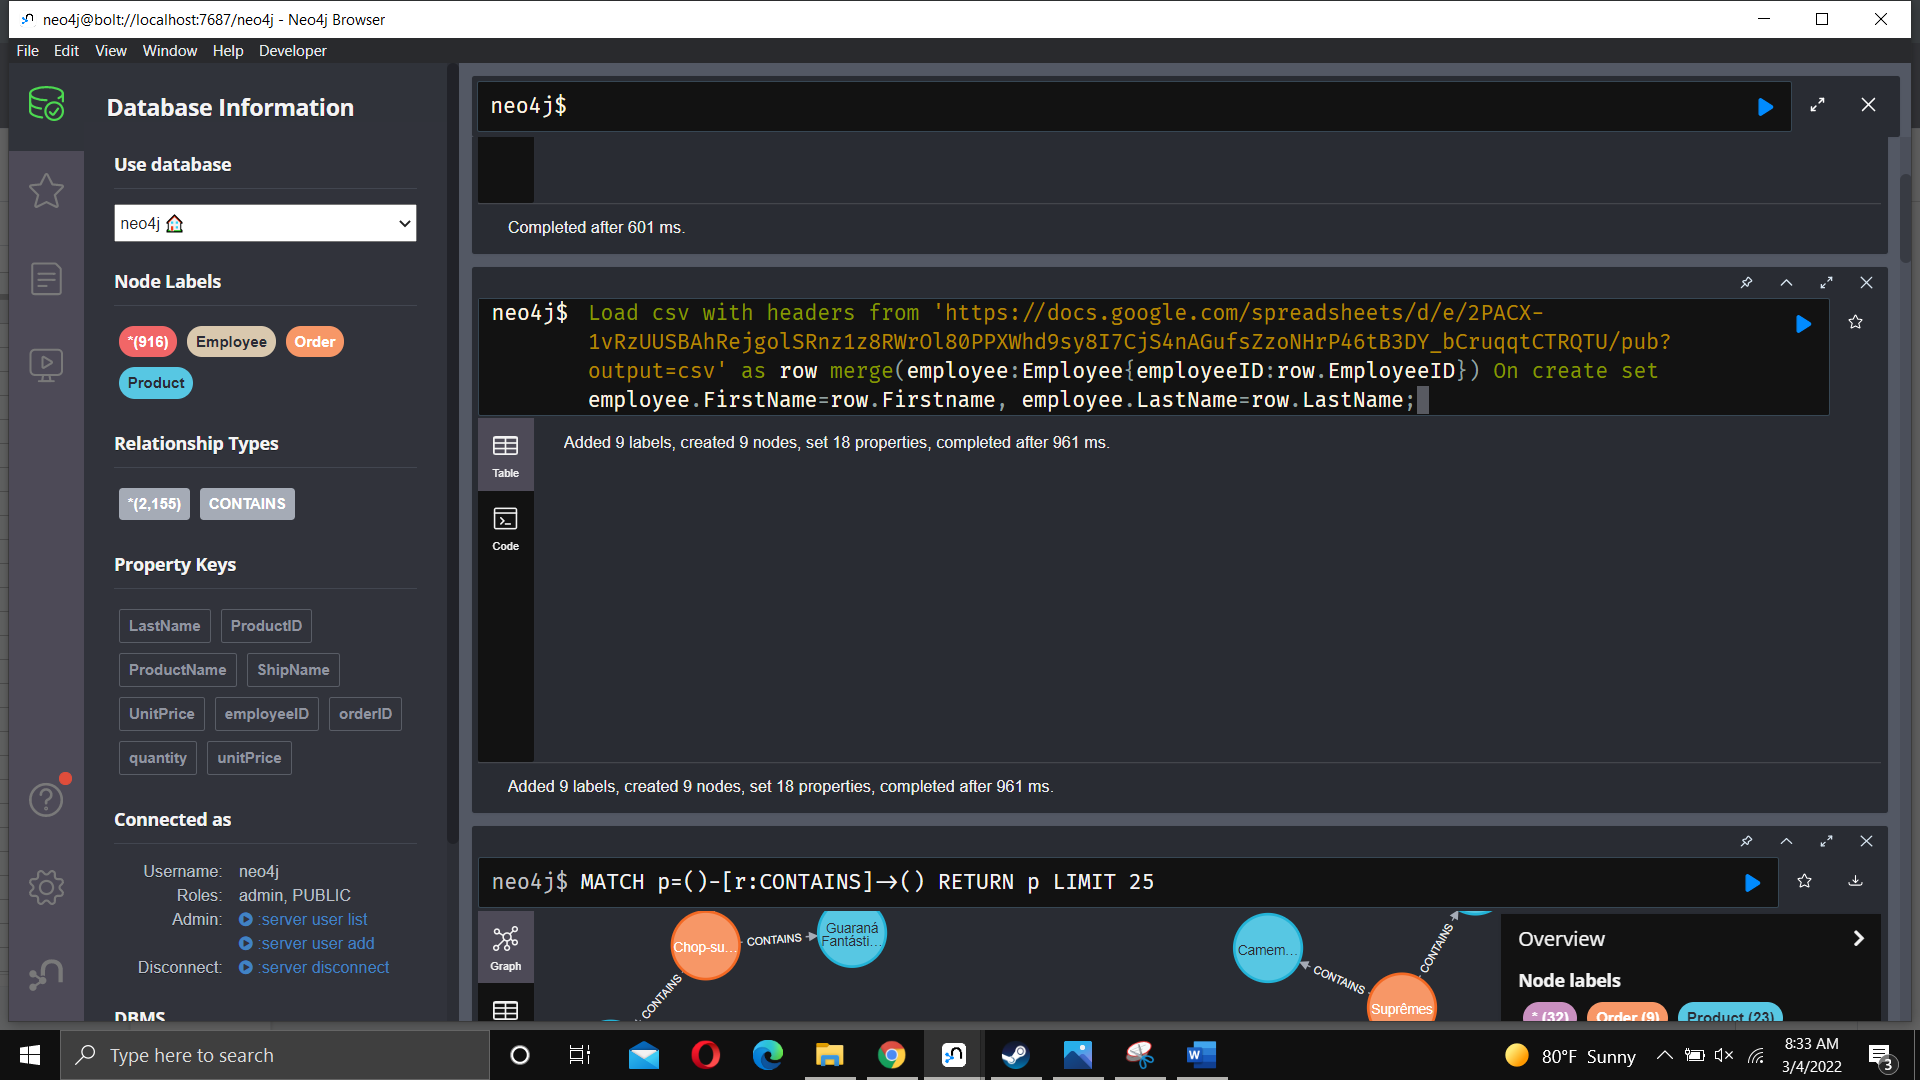 neo4j@bolt://localhost:7687/neo4j - Neo4j Browser
File Edit View Window Help Developer
Database Information
Use database
neo4j
Node Labels
*(916) Employee Order
Product
Relationship Types
*(2,155) CONTAINS
Property Keys
LastName ProductID
ProductName ShipName
UnitPrice employeeID orderID
quantity unitPrice
Connected as
Username: neo4j
Roles: admin, PUBLIC
Admin: :server user list
:server user add
Disconnect: :server disconnect
DBMS
neo4j$
Completed after 601 ms.
neo4j$ Load csv with headers from 'https://docs.google.com/spreadsheets/d/e/2PACX-
1vRzUUSBAhRejgolSRnz1z8RWrOl80PPXWhd9sy8I7CjS4nAGufsZzoNHrP46tB3DY_bCruqqtCTRQTU/pub?
output=csv' as row merge(employee:Employee{employeeID:row.EmployeeID}) On create set
employee.FirstName=row.Firstname, employee.LastName=row.LastName;
Table
Code
Added 9 labels, created 9 nodes, set 18 properties, completed after 961 ms.
Added 9 labels, created 9 nodes, set 18 properties, completed after 961 ms.
neo4j$ MATCH p=()-[r:CONTAINS]->() RETURN p LIMIT 25
Graph
Chop-su...
CONTAINS
Guaraná
Fantásti...
CONTAINS
Camem...
CONTAINS
CONTAINS
Suprêmes
Overview
Node labels
* (32) Order (9) Product (23)
Type here to search
80°F Sunny
8:33 AM
3/4/2022
3